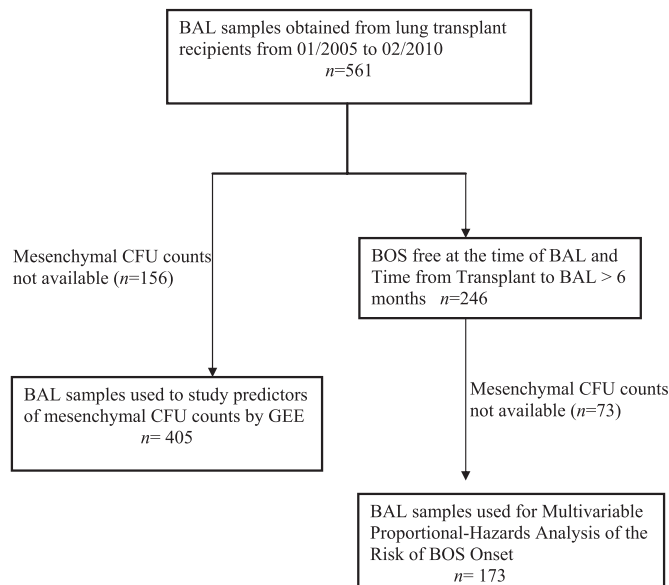 BAL samples obtained from lung transplant
recipients from 01/2005 to 02/2010
n=561
Mesenchymal CFU counts
not available (n=156)
BOS free at the time of BAL and
Time from Transplant to BAL > 6
months n=246
BAL samples used to study predictors
of mesenchymal CFU counts by GEE
n= 405
Mesenchymal CFU counts
not available (n=73)
BAL samples used for Multivariable
Proportional-Hazards Analysis of the
Risk of BOS Onset
n= 173